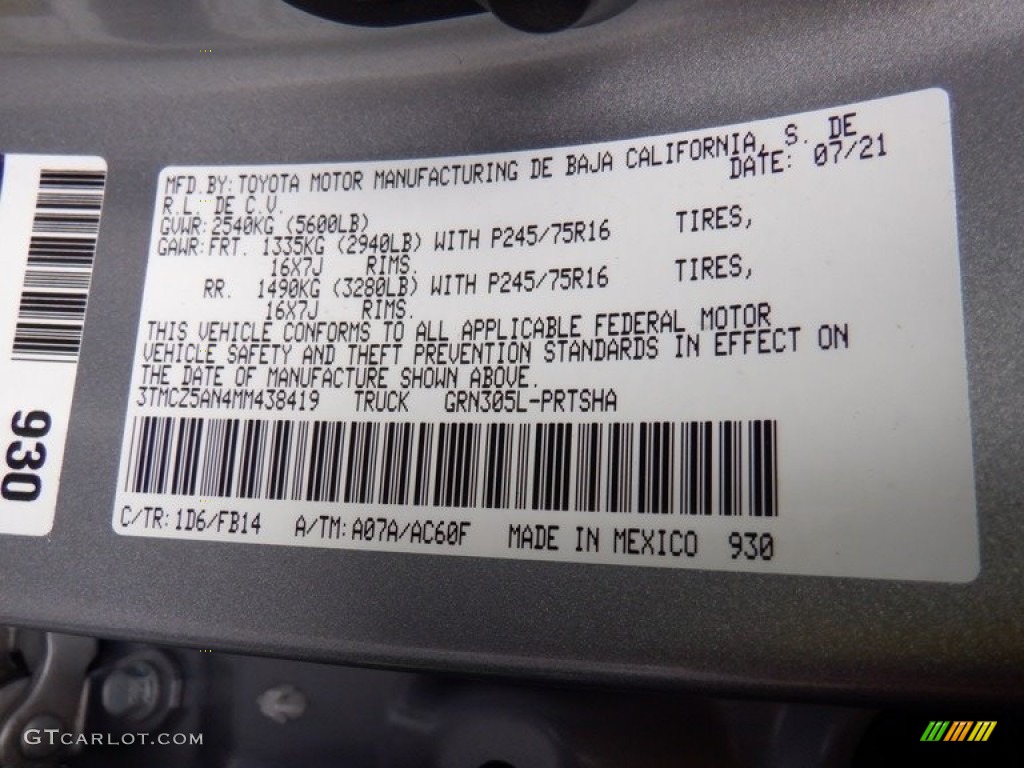 MFD. BY: TOYOTA MOTOR MANUFACTURING DE BAJA CALIFORNIA, S. DE
R.L. DE C.V. DATE: 07/21
GVWR: 2540KG (5600LB)
GAWR: FRT. 1335KG (2940LB) WITH P245/75R16 TIRES,
16X7J RIMS.
RR. 1490KG (3280LB) WITH P245/75R16 TIRES,
16X7J RIMS.
THIS VEHICLE CONFORMS TO ALL APPLICABLE FEDERAL MOTOR
VEHICLE SAFETY AND THEFT PREVENTION STANDARDS IN EFFECT ON
THE DATE OF MANUFACTURE SHOWN ABOVE.
3TMCZ5AN4MM438419 TRUCK GRN305L-PRTSHA
C/TR: 1D6/FB14 A/TM: A07A/AC60F MADE IN MEXICO 930
930
GTCARLOT.COM